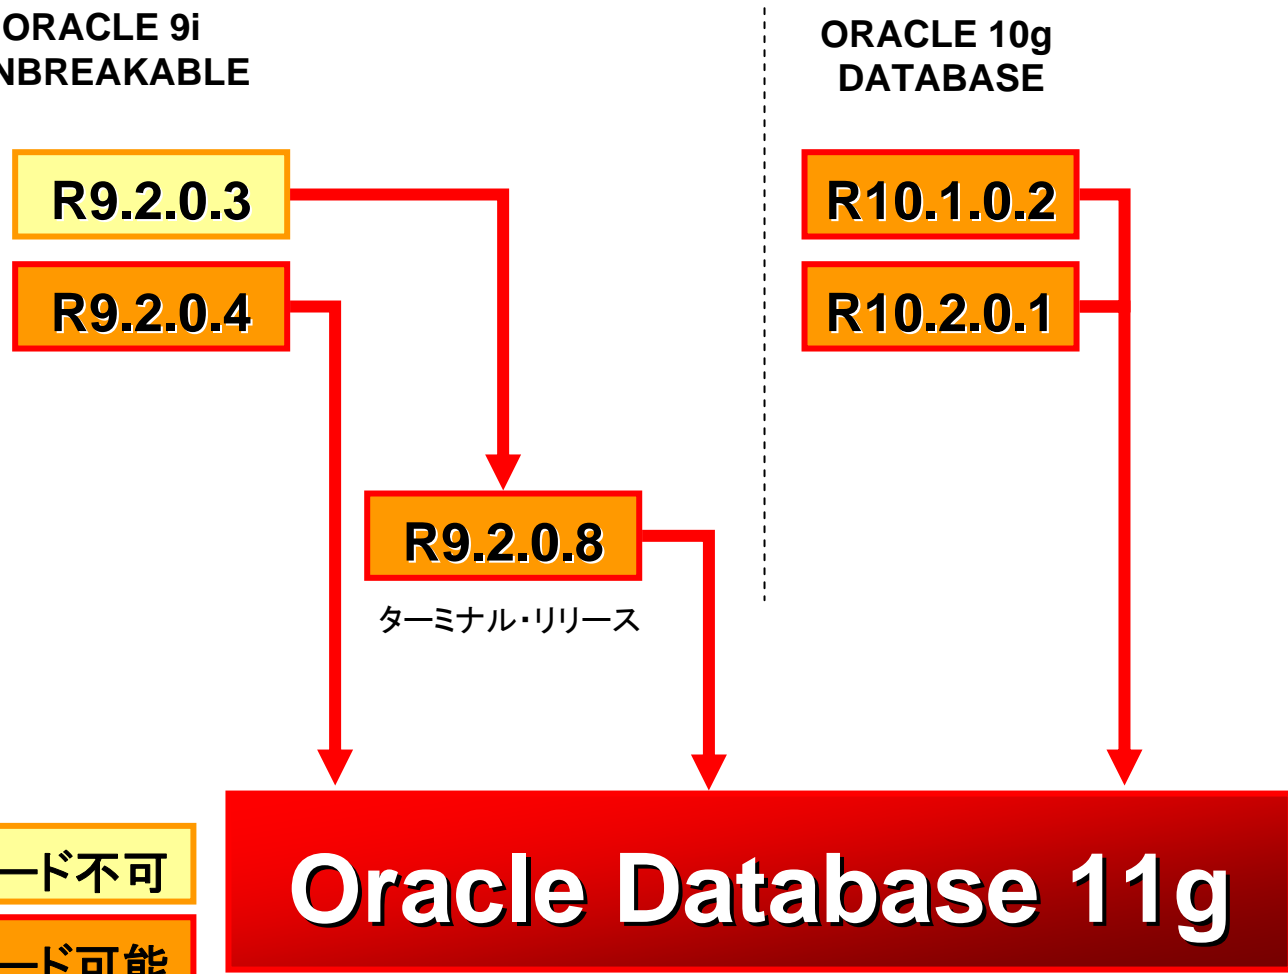 ORACLE 9i
NBREAKABLE
ORACLE 10g
DATABASE
R9.2.0.3
R10.1.0.2
R9.2.0.4
R10.2.0.1
R9.2.0.8
ターミナル・リリース
ード不可
ード可能
Oracle Database 11g